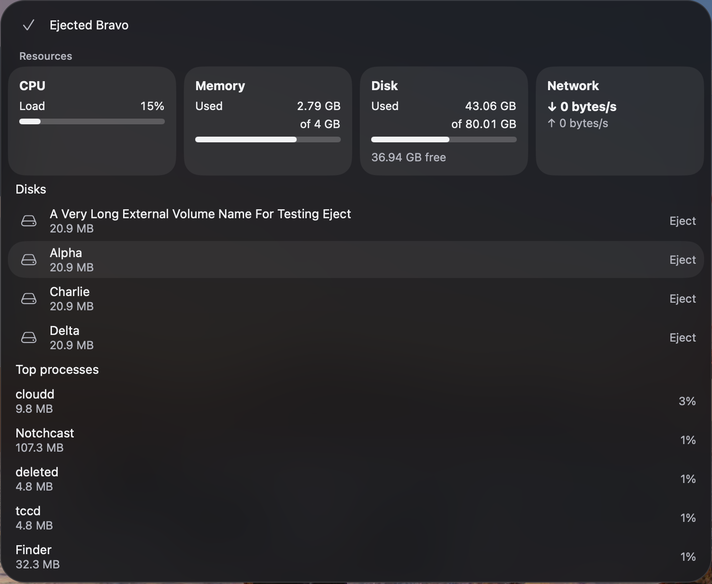 Ejected Bravo
Resources
CPU
Load 15%
Memory
Used 2.79 GB
of 4 GB
Disk
Used 43.06 GB
of 80.01 GB
36.94 GB free
Network
↓ 0 bytes/s
↑ 0 bytes/s
Disks
A Very Long External Volume Name For Testing Eject
20.9 MB
Eject
Alpha
20.9 MB
Eject
Charlie
20.9 MB
Eject
Delta
20.9 MB
Eject
Top processes
cloudd
9.8 MB
3%
Notchcast
107.3 MB
1%
deleted
4.8 MB
1%
tccd
4.8 MB
1%
Finder
32.3 MB
1%